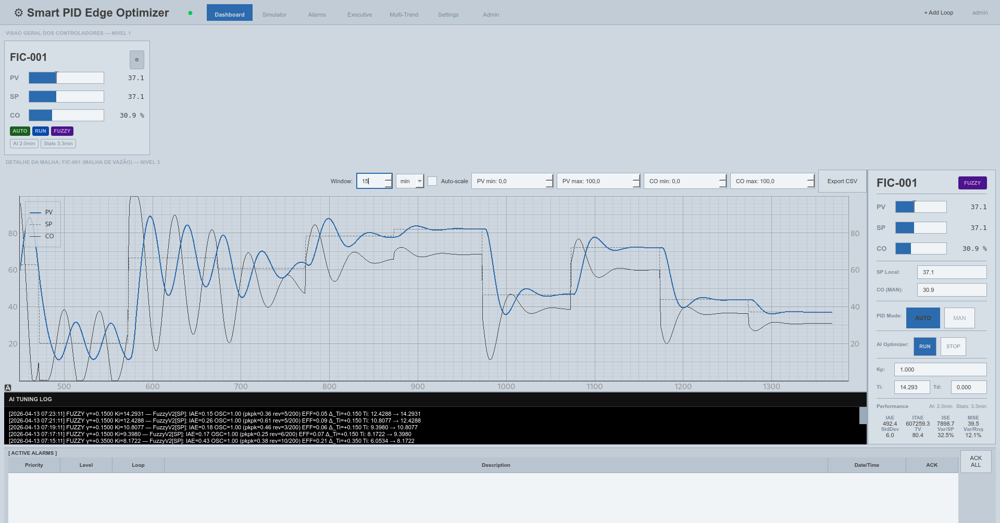 ⚙ Smart PID Edge Optimizer
Dashboard Simulator Alarms Executive Multi-Trend Settings Admin + Add Loop admin
VISAO GERAL DOS CONTROLADORES — NIVEL 1
FIC-001
⚙
PV 37.1
SP 37.1
CO 30.9 %
AUTO RUN FUZZY
AI 2.0min Stats 3.3min
DETALHE DA MALHA: FIC-001 (MALHA DE VAZÃO) — NIVEL 3
Window: 15 min Auto-scale PV min: 0,0 PV max: 100,0 CO min: 0,0 CO max: 100,0 Export CSV
PV
SP
CO
80 80
60 60
40 40
20 20
A
500 600 700 800 900 1000 1100 1200 1300
FIC-001 FUZZY
PV 37.1
SP 37.1
CO 30.9 %
SP Local: 37.1
CO (MAN): 30.9
PID Mode: AUTO MAN
AI Optimizer: RUN STOP
Kp: 1.000
Ti: 14.293 Td: 0.000
Performance AI: 2.0min Stats: 3.3min
IAE ITAE ISE MSE
492.4 607259.3 7898.7 39.5
StdDev TV Var/SP Var/Rng
6.0 80.4 32.5% 12.1%
AI TUNING LOG
[2026-04-13 07:23:11] FUZZY γ=+0.1500 Ki=14.2931 — FuzzyV2[SP]: IAE=0.15 OSC=1.00 (pkpk=0.36 rev=5/200) EFF=0.05 Δ_Ti=+0.150 Ti: 12.4288 → 14.2931
[2026-04-13 07:21:11] FUZZY γ=+0.1500 Ki=12.4288 — FuzzyV2[SP]: IAE=0.26 OSC=1.00 (pkpk=0.61 rev=5/200) EFF=0.09 Δ_Ti=+0.150 Ti: 10.8077 → 12.4288
[2026-04-13 07:19:11] FUZZY γ=+0.1500 Ki=10.8077 — FuzzyV2[SP]: IAE=0.18 OSC=1.00 (pkpk=0.46 rev=3/200) EFF=0.06 Δ_Ti=+0.150 Ti: 9.3980 → 10.8077
[2026-04-13 07:17:11] FUZZY γ=+0.1500 Ki=9.3980 — FuzzyV2[SP]: IAE=0.17 OSC=1.00 (pkpk=0.25 rev=6/200) EFF=0.07 Δ_Ti=+0.150 Ti: 8.1722 → 9.3980
[2026-04-13 07:15:11] FUZZY γ=+0.3500 Ki=8.1722 — FuzzyV2[SP]: IAE=0.43 OSC=1.00 (pkpk=0.38 rev=10/200) EFF=0.21 Δ_Ti=+0.350 Ti: 6.0534 → 8.1722
[ ACTIVE ALARMS ]
Priority Level Loop Description Date/Time ACK
ACK
ALL